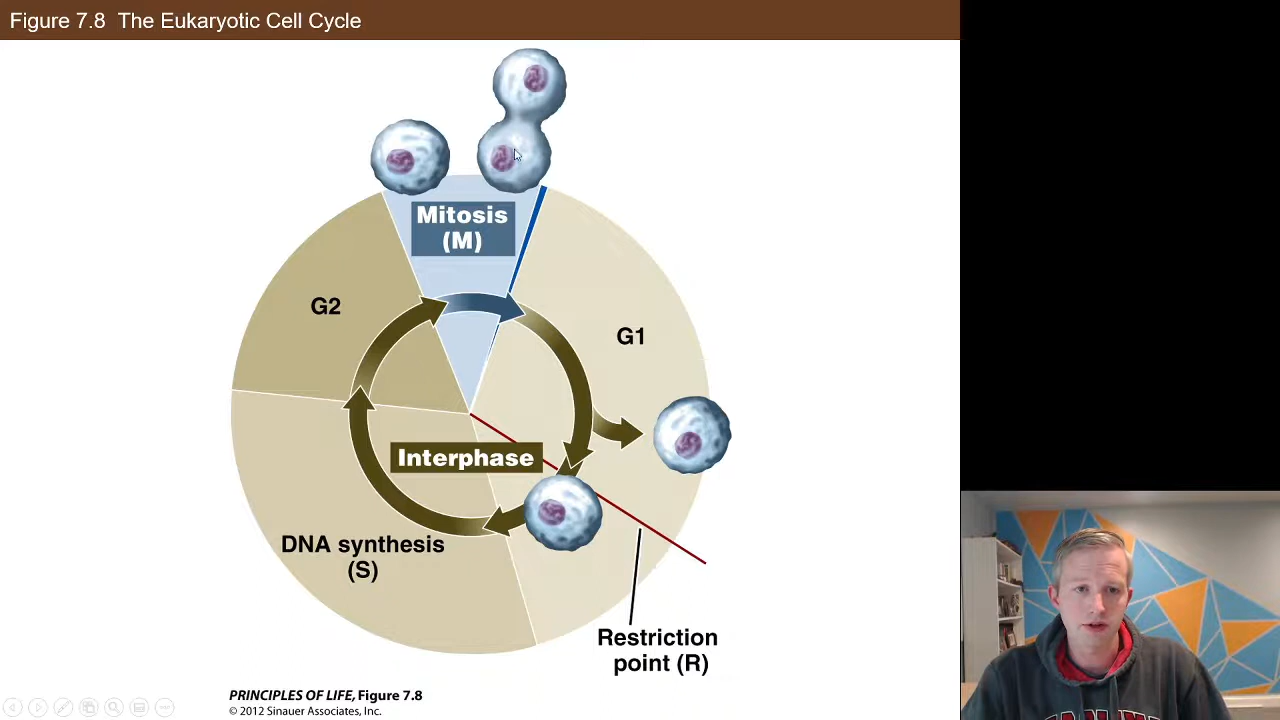 Figure 7.8 The Eukaryotic Cell Cycle
Mitosis
(M)
G2
G1
Interphase
DNA synthesis
(S)
Restriction
point (R)
PRINCIPLES OF LIFE, Figure 7.8
© 2012 Sinauer Associates, Inc.